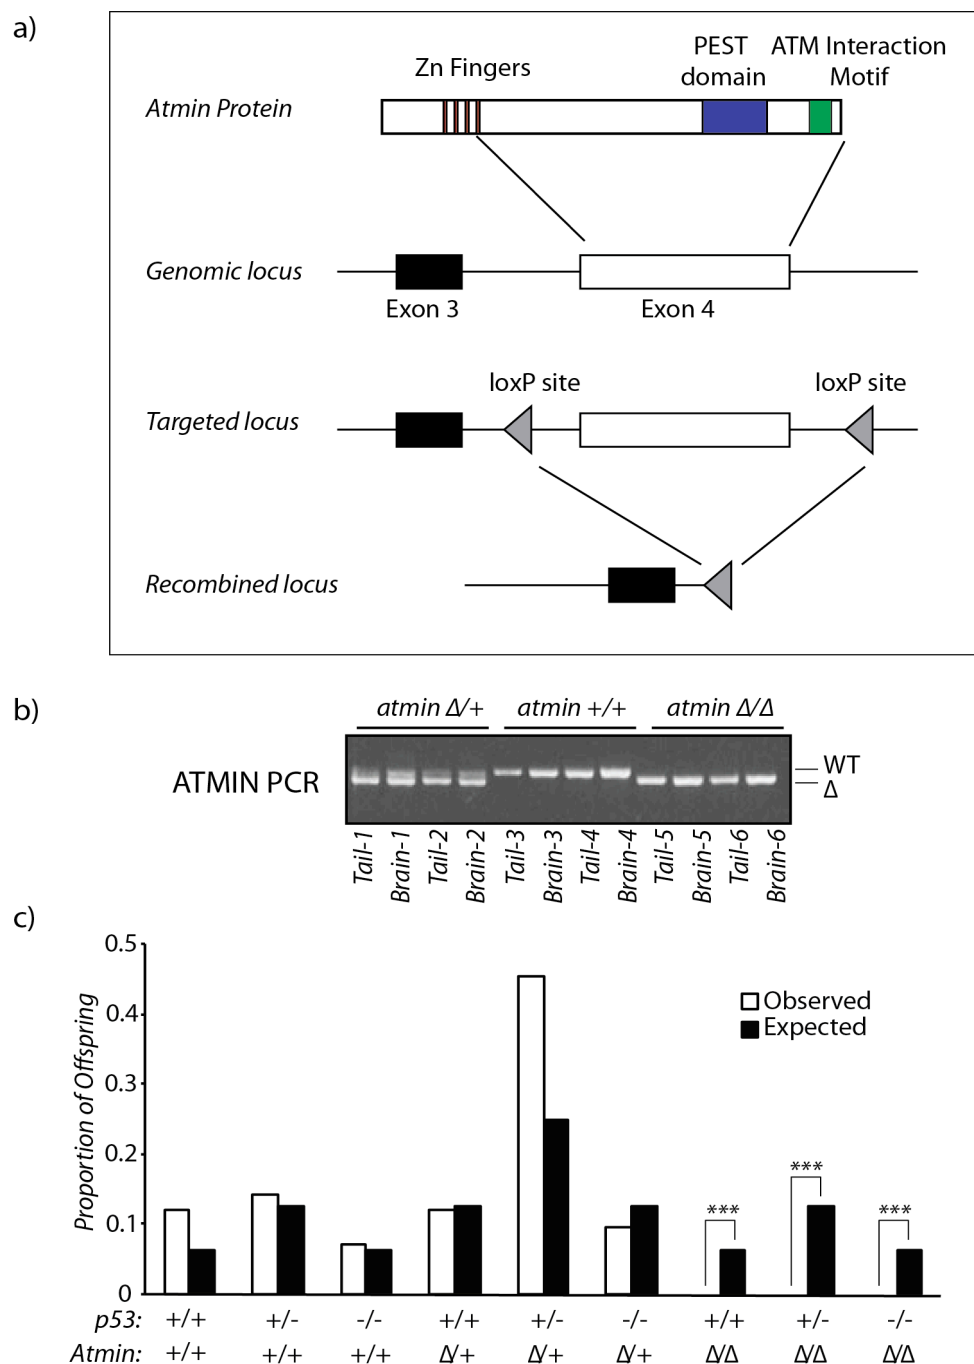 a)
Zn Fingers
PEST domain
ATM Interaction Motif
Atmin Protein
Genomic locus
Exon 3
Exon 4
loxP site
loxP site
Targeted locus
Recombined locus
b)
atmin Δ/+
atmin +/+
atmin Δ/Δ
ATMIN PCR
WT
Δ
Tail-1
Brain-1
Tail-2
Brain-2
Tail-3
Brain-3
Tail-4
Brain-4
Tail-5
Brain-5
Tail-6
Brain-6
c)
Proportion of Offspring
0.5
0.4
0.3
0.2
0.1
0
Observed
Expected
***
***
***
p53: +/+ +/- -/- +/+ +/- -/- +/+ +/- -/-
Atmin: +/+ +/+ +/+ Δ/+ Δ/+ Δ/+ Δ/Δ Δ/Δ Δ/Δ